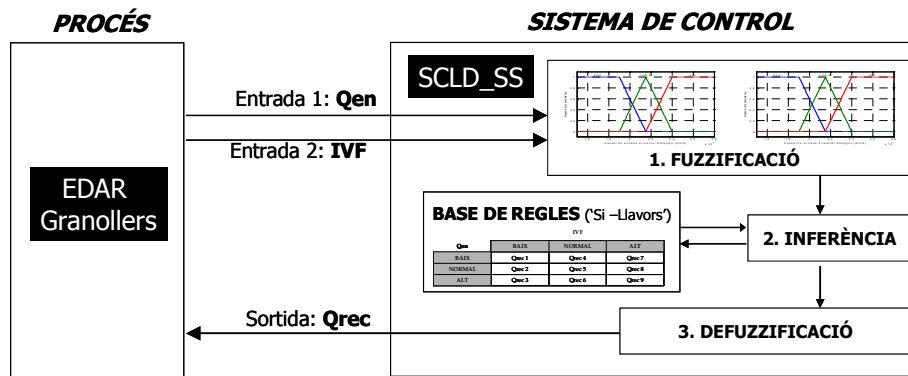 PROCÉS
SISTEMA DE CONTROL
SCLD_SS
Entrada 1: Qen
Entrada 2: IVF
1. FUZZIFICACIÓ
EDAR
Granollers
BASE DE REGLES ('Si –Llavors')
IVF
Qen BAIX NORMAL ALT
BAIX Qrec 1 Qrec 4 Qrec 7
NORMAL Qrec 2 Qrec 5 Qrec 8
ALT Qrec 3 Qrec 6 Qrec 9
2. INFERÈNCIA
Sortida: Qrec
3. DEFUZZIFICACIÓ